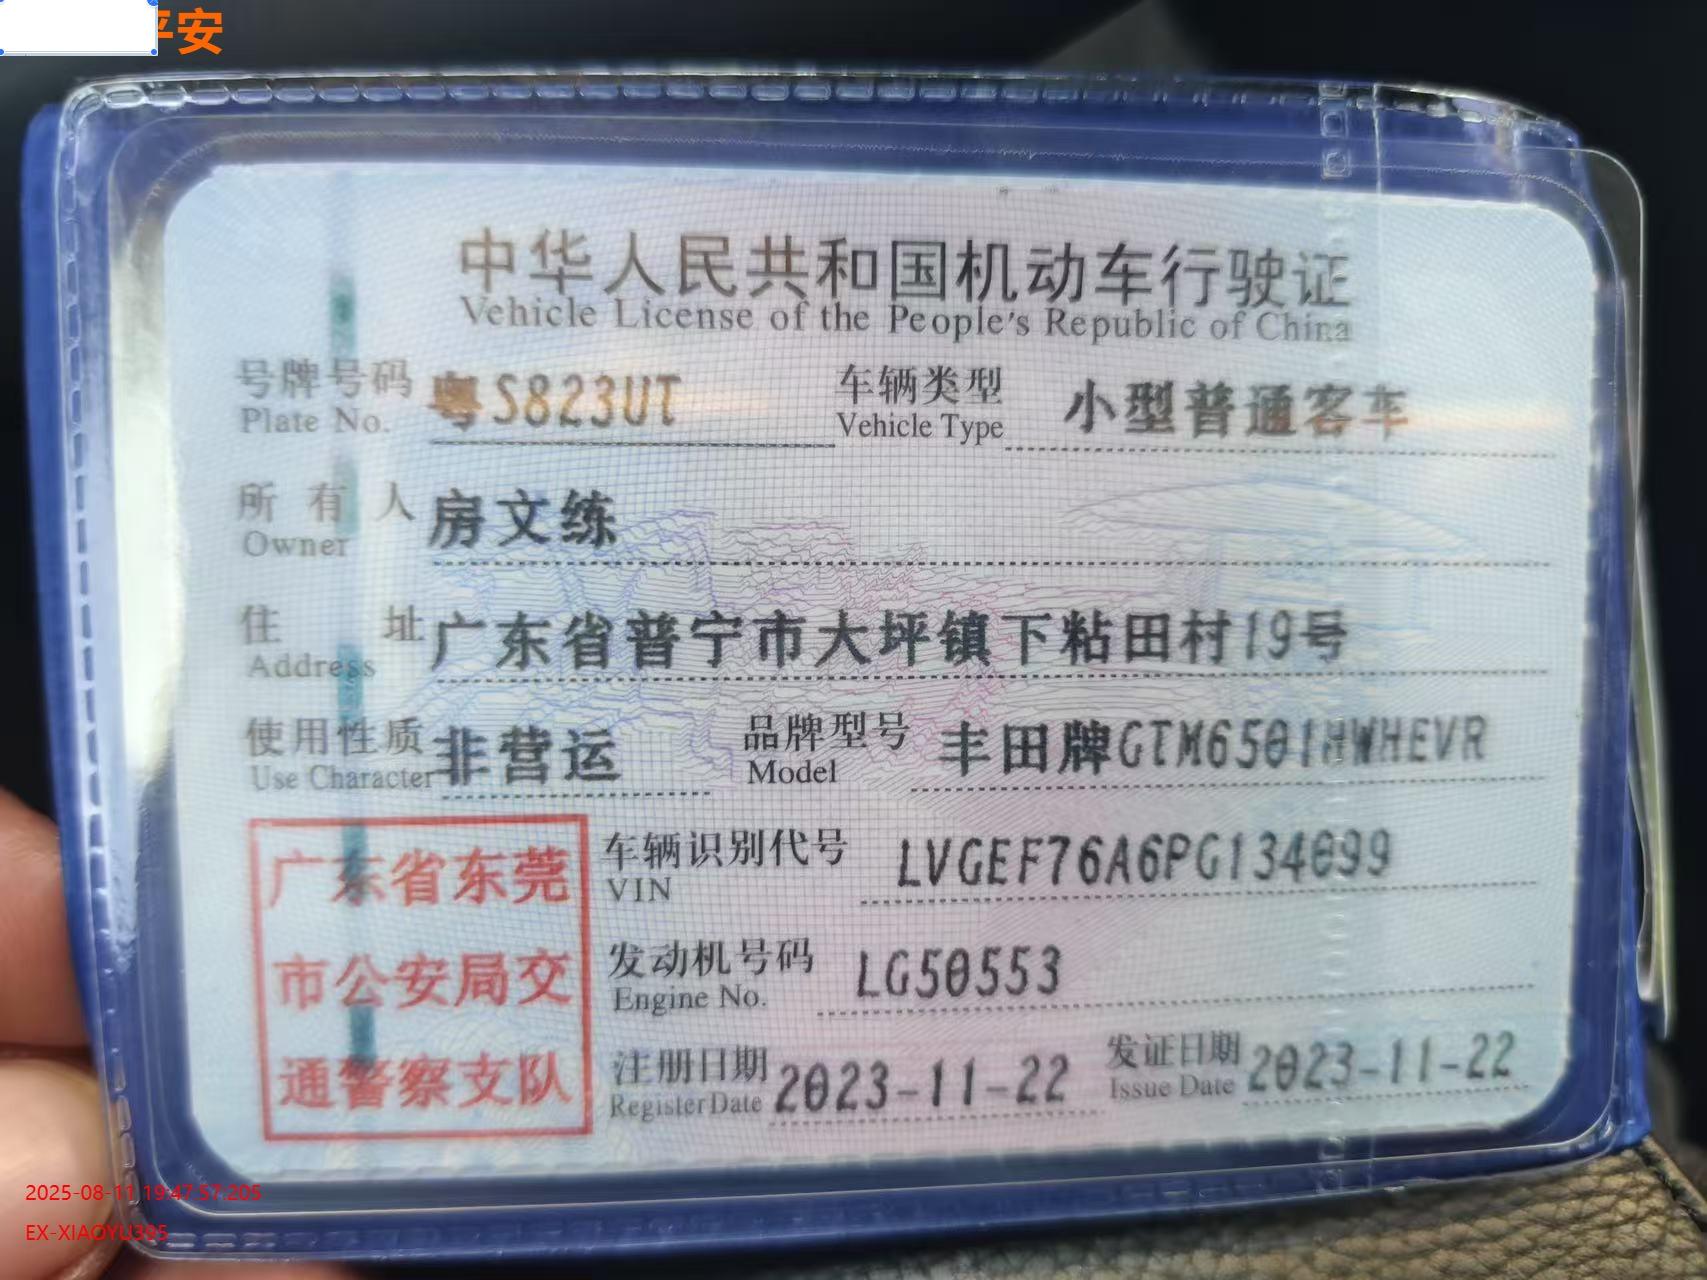 平安
中华人民共和国机动车行驶证
Vehicle License of the People's Republic of China
号牌号码 粤S823UT 车辆类型 小型普通客车
Plate No. Vehicle Type
所有人 房文练
Owner
住址 广东省普宁市大坪镇下粘田村19号
Address
使用性质 非营运 品牌型号 丰田牌GTM6501HWHEVR
Use Character Model
广东省东莞
市公安局交
通警察支队
车辆识别代号 LVGEF76A6PG134099
VIN
发动机号码 LG50553
Engine No.
注册日期 2023-11-22 发证日期 2023-11-22
Register Date Issue Date
2025-08-11 19:47:57:205
EX-XIAOYU395